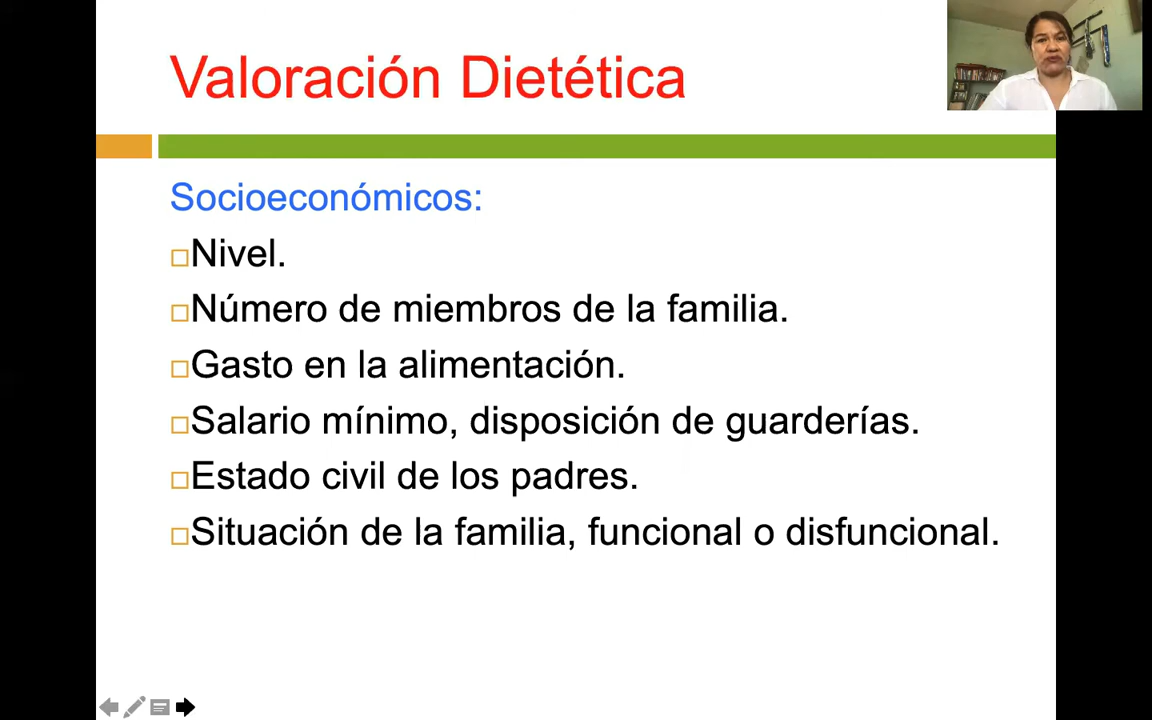 Valoración Dietética
Socioeconómicos:
Nivel.
Número de miembros de la familia.
Gasto en la alimentación.
Salario mínimo, disposición de guarderías.
Estado civil de los padres.
Situación de la familia, funcional o disfuncional.